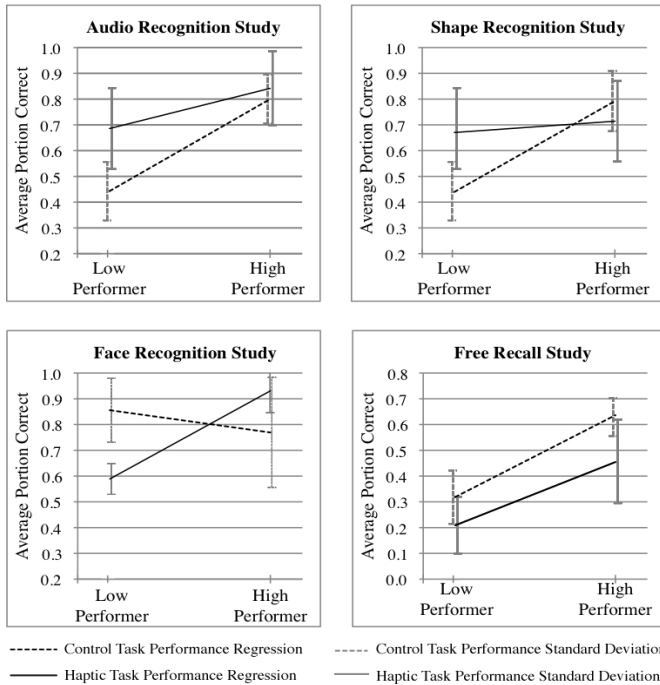 Audio Recognition Study
Average Portion Correct
1.0
0.9
0.8
0.7
0.6
0.5
0.4
0.3
0.2
Low
Performer
High
Performer
Shape Recognition Study
Average Portion Correct
1.0
0.9
0.8
0.7
0.6
0.5
0.4
0.3
0.2
Low
Performer
High
Performer
Face Recognition Study
Average Portion Correct
1.0
0.9
0.8
0.7
0.6
0.5
0.4
0.3
0.2
Low
Performer
High
Performer
Free Recall Study
Average Portion Correct
0.8
0.7
0.6
0.5
0.4
0.3
0.2
0.1
0.0
Low
Performer
High
Performer
Control Task Performance Regression
Control Task Performance Standard Deviation
Haptic Task Performance Regression
Haptic Task Performance Standard Deviation